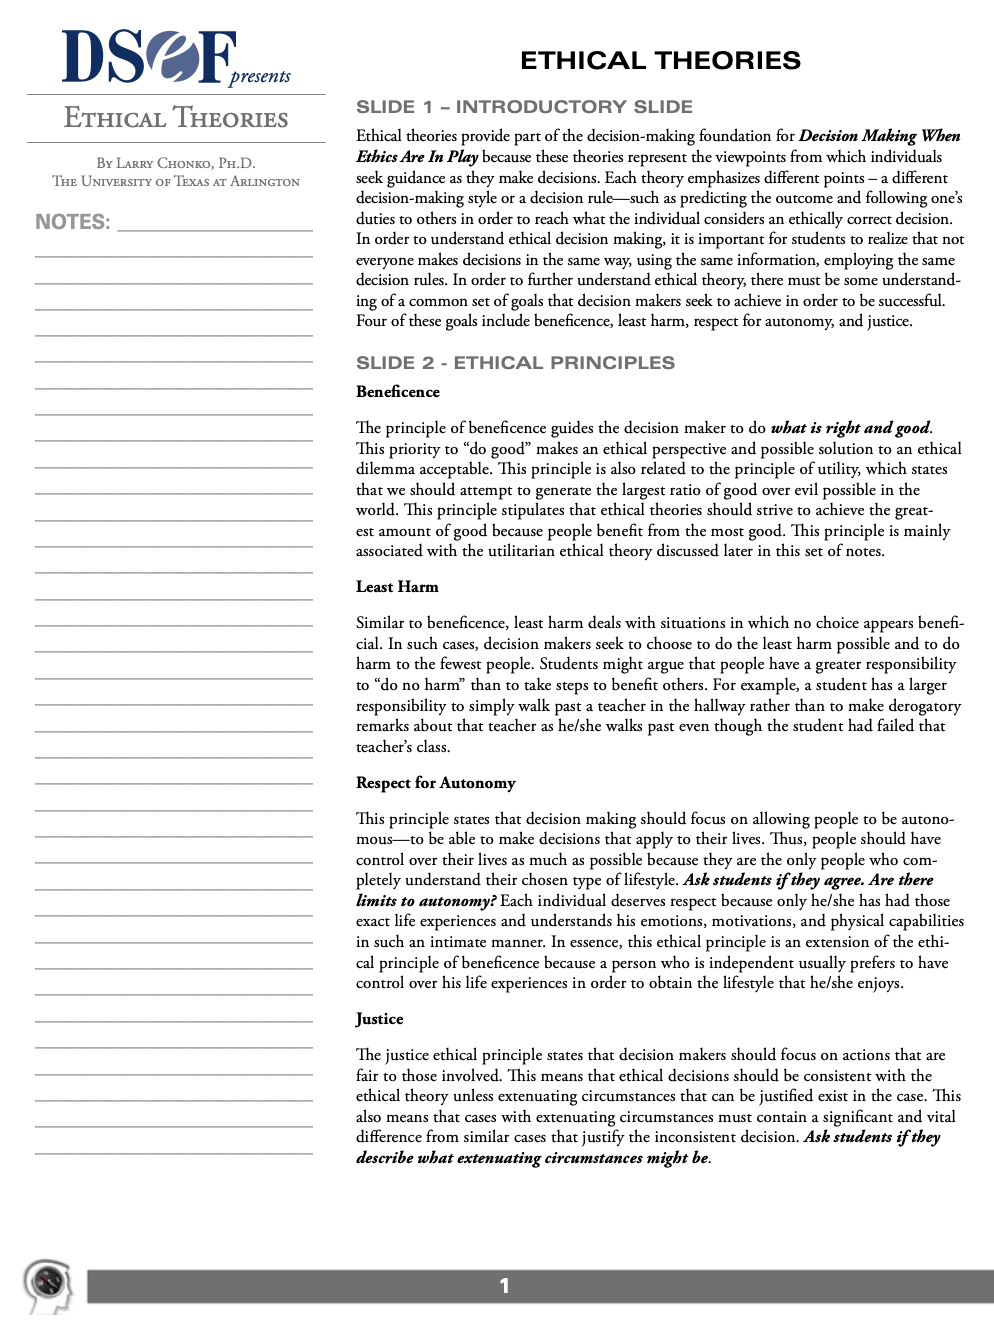 DSeF presents
ETHICAL THEORIES
BY LARRY CHONKO, PH.D.
THE UNIVERSITY OF TEXAS AT ARLINGTON
NOTES:
ETHICAL THEORIES
SLIDE 1 – INTRODUCTORY SLIDE
Ethical theories provide part of the decision-making foundation for Decision Making When
Ethics Are In Play because these theories represent the viewpoints from which individuals
seek guidance as they make decisions. Each theory emphasizes different points – a different
decision-making style or a decision rule—such as predicting the outcome and following one’s
duties to others in order to reach what the individual considers an ethically correct decision.
In order to understand ethical decision making, it is important for students to realize that not
everyone makes decisions in the same way, using the same information, employing the same
decision rules. In order to further understand ethical theory, there must be some understand-
ing of a common set of goals that decision makers seek to achieve in order to be successful.
Four of these goals include beneficence, least harm, respect for autonomy, and justice.
SLIDE 2 - ETHICAL PRINCIPLES
Beneficence
The principle of beneficence guides the decision maker to do what is right and good.
This priority to “do good” makes an ethical perspective and possible solution to an ethical
dilemma acceptable. This principle is also related to the principle of utility, which states
that we should attempt to generate the largest ratio of good over evil possible in the
world. This principle stipulates that ethical theories should strive to achieve the great-
est amount of good because people benefit from the most good. This principle is mainly
associated with the utilitarian ethical theory discussed later in this set of notes.
Least Harm
Similar to beneficence, least harm deals with situations in which no choice appears benefi-
cial. In such cases, decision makers seek to choose to do the least harm possible and to do
harm to the fewest people. Students might argue that people have a greater responsibility
to “do no harm” than to take steps to benefit others. For example, a student has a larger
responsibility to simply walk past a teacher in the hallway rather than to make derogatory
remarks about that teacher as he/she walks past even though the student had failed that
teacher’s class.
Respect for Autonomy
This principle states that decision making should focus on allowing people to be autono-
mous—to be able to make decisions that apply to their lives. Thus, people should have
control over their lives as much as possible because they are the only people who com-
pletely understand their chosen type of lifestyle. Ask students if they agree. Are there
limits to autonomy? Each individual deserves respect because only he/she has had those
exact life experiences and understands his emotions, motivations, and physical capabilities
in such an intimate manner. In essence, this ethical principle is an extension of the ethi-
cal principle of beneficence because a person who is independent usually prefers to have
control over his life experiences in order to obtain the lifestyle that he/she enjoys.
Justice
The justice ethical principle states that decision makers should focus on actions that are
fair to those involved. This means that ethical decisions should be consistent with the
ethical theory unless extenuating circumstances that can be justified exist in the case. This
also means that cases with extenuating circumstances must contain a significant and vital
difference from similar cases that justify the inconsistent decision. Ask students if they
describe what extenuating circumstances might be.
1